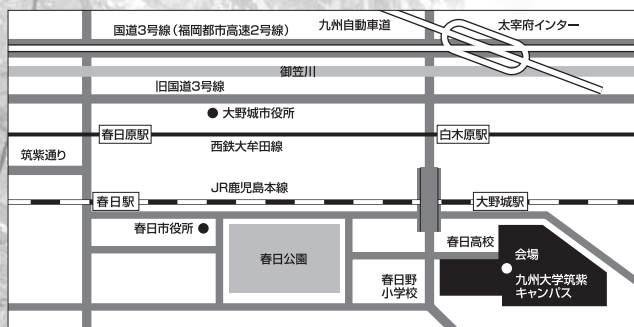 国道3号線（福岡都市高速2号線）
九州自動車道
太宰府インター
御笠川
旧国道3号線
大野城市役所
春日原駅
白木原駅
西鉄大牟田線
筑紫通り
JR鹿児島本線
春日駅
大野城駅
春日市役所
春日公園
春日高校
会場
九州大学筑紫
キャンパス
春日野
小学校